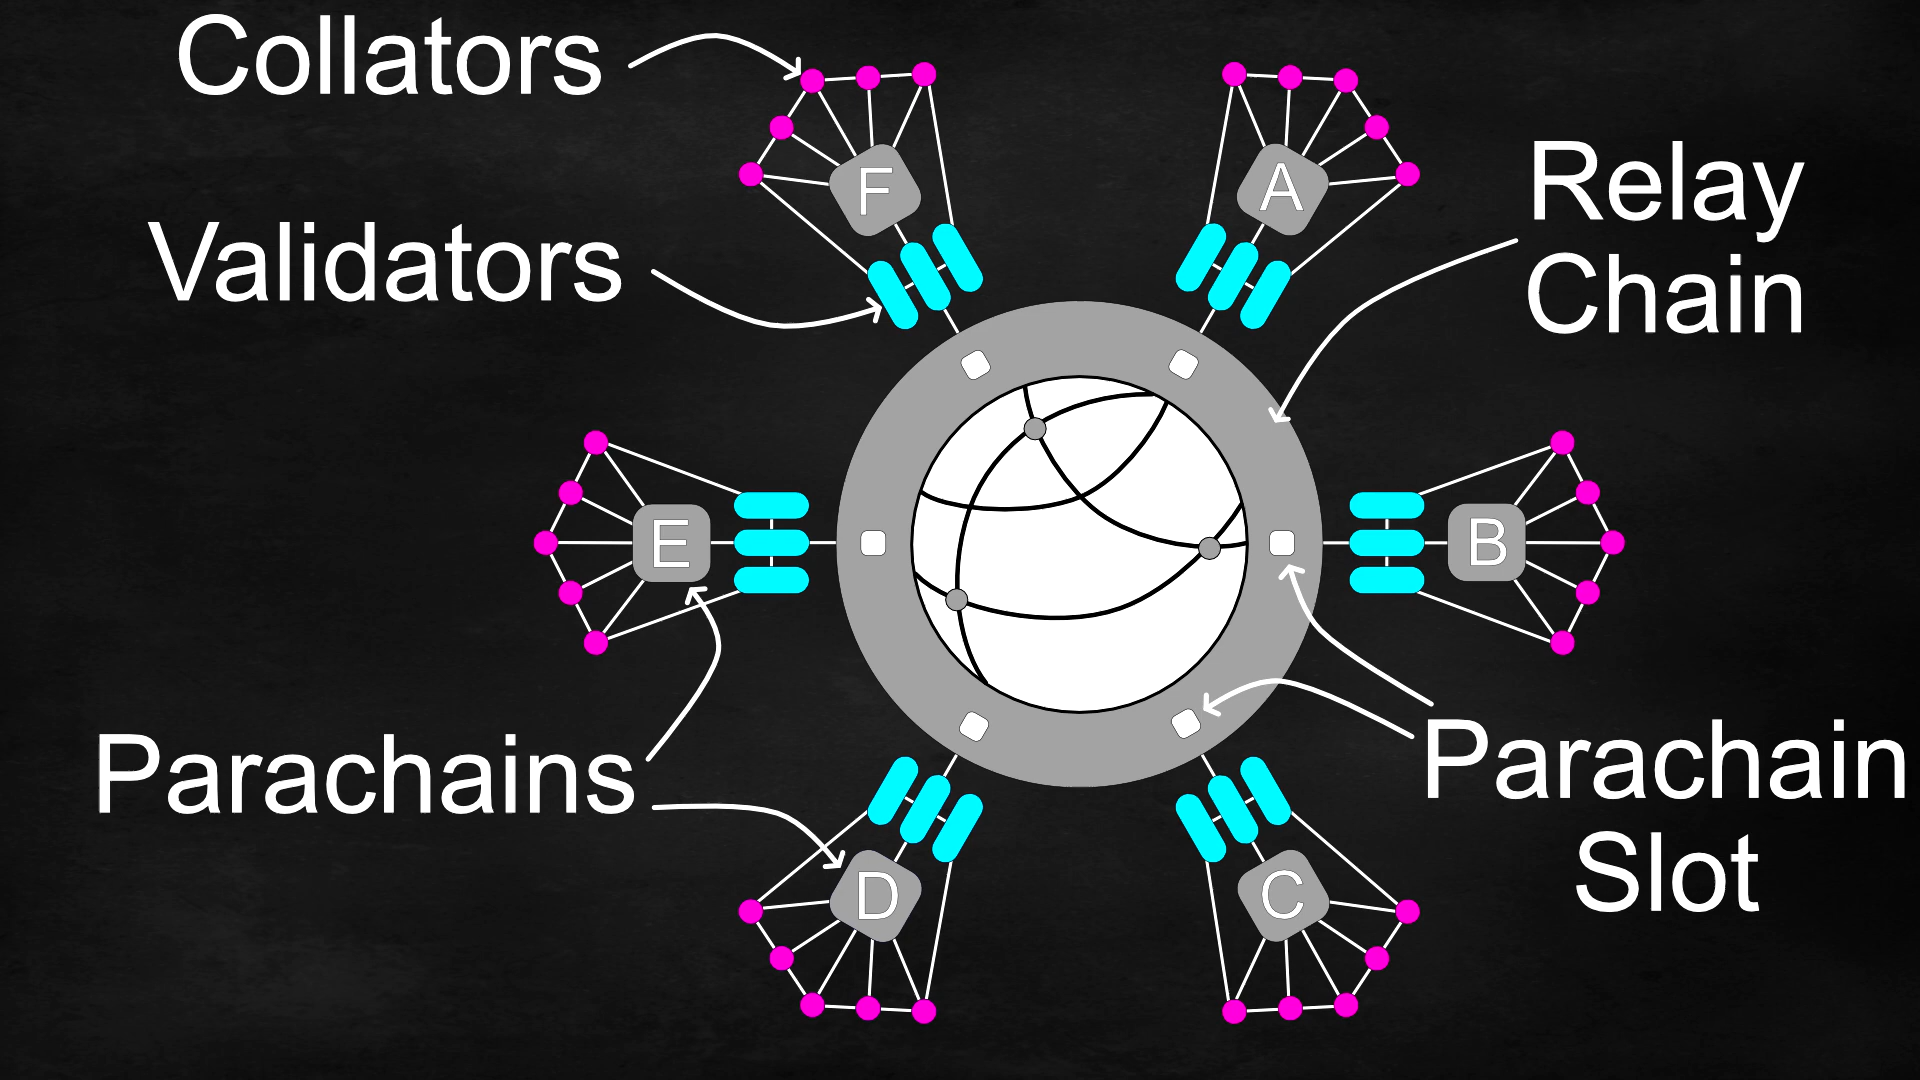 Collators
Validators
Parachains
F
A
E
B
D
C
Relay
Chain
Parachain
Slot